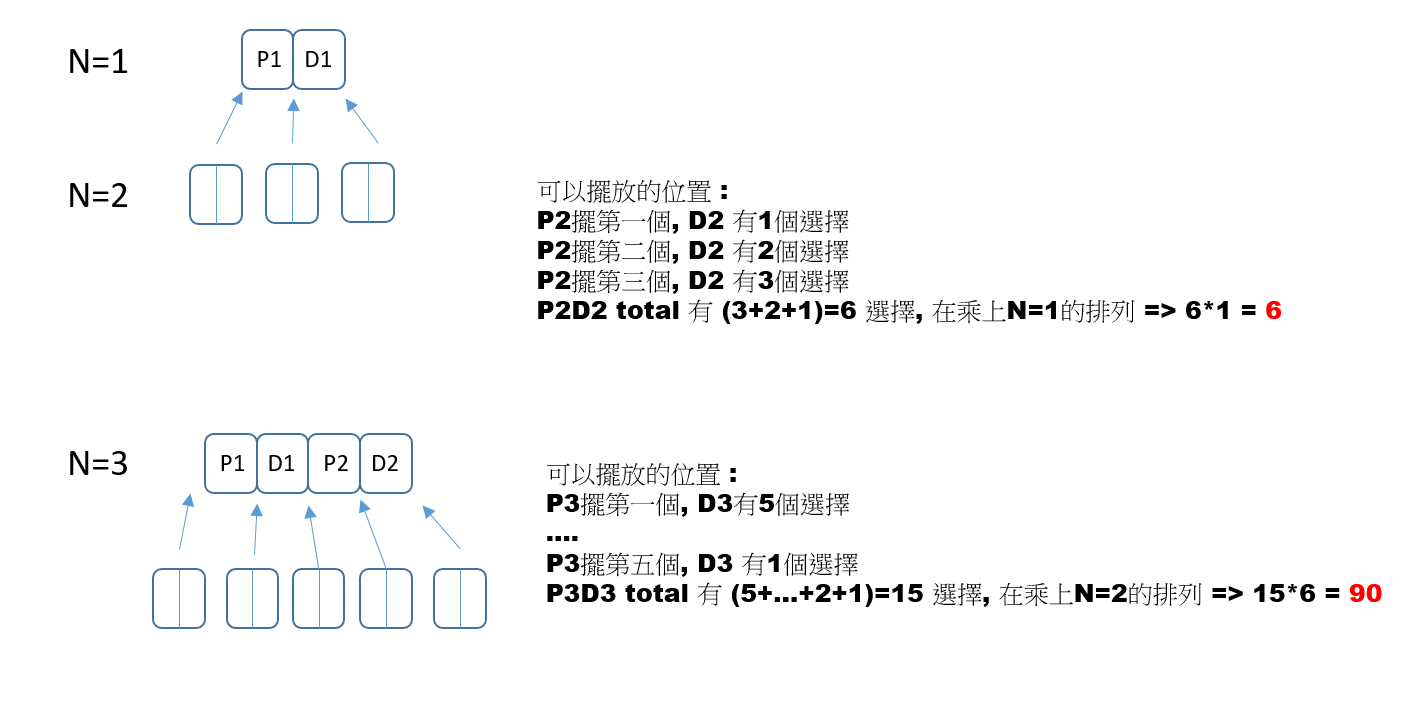 N=1
P1 D1
N=2
可以擺放的位置 :
P2擺第一個, D2 有1個選擇
P2擺第二個, D2 有2個選擇
P2擺第三個, D2 有3個選擇
P2D2 total 有 (3+2+1)=6 選擇, 在乘上N=1的排列 => 6*1 = 6
N=3
P1 D1 P2 D2
可以擺放的位置 :
P3擺第一個, D3有5個選擇
....
P3擺第五個, D3 有1個選擇
P3D3 total 有 (5+...+2+1)=15 選擇, 在乘上N=2的排列 => 15*6 = 90